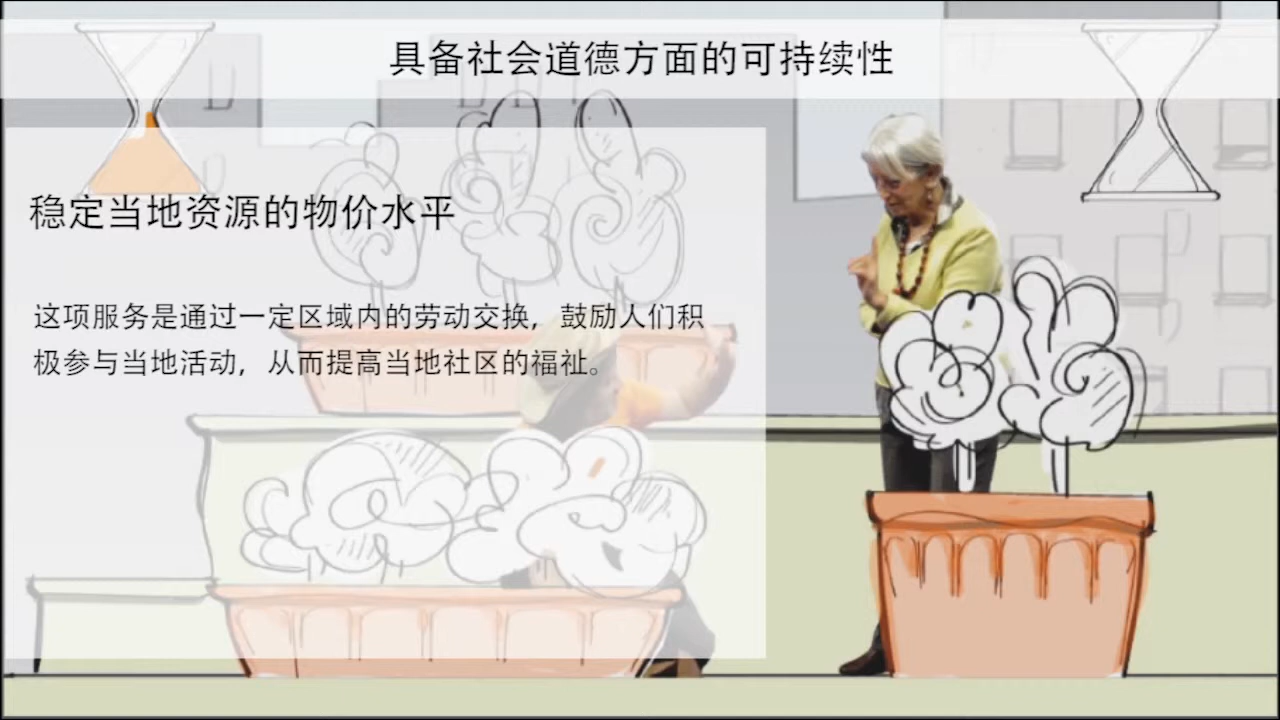 具备社会道德方面的可持续性
稳定当地资源的物价水平
这项服务是通过一定区域内的劳动交换，鼓励人们积
极参与当地活动，从而提高当地社区的福祉。